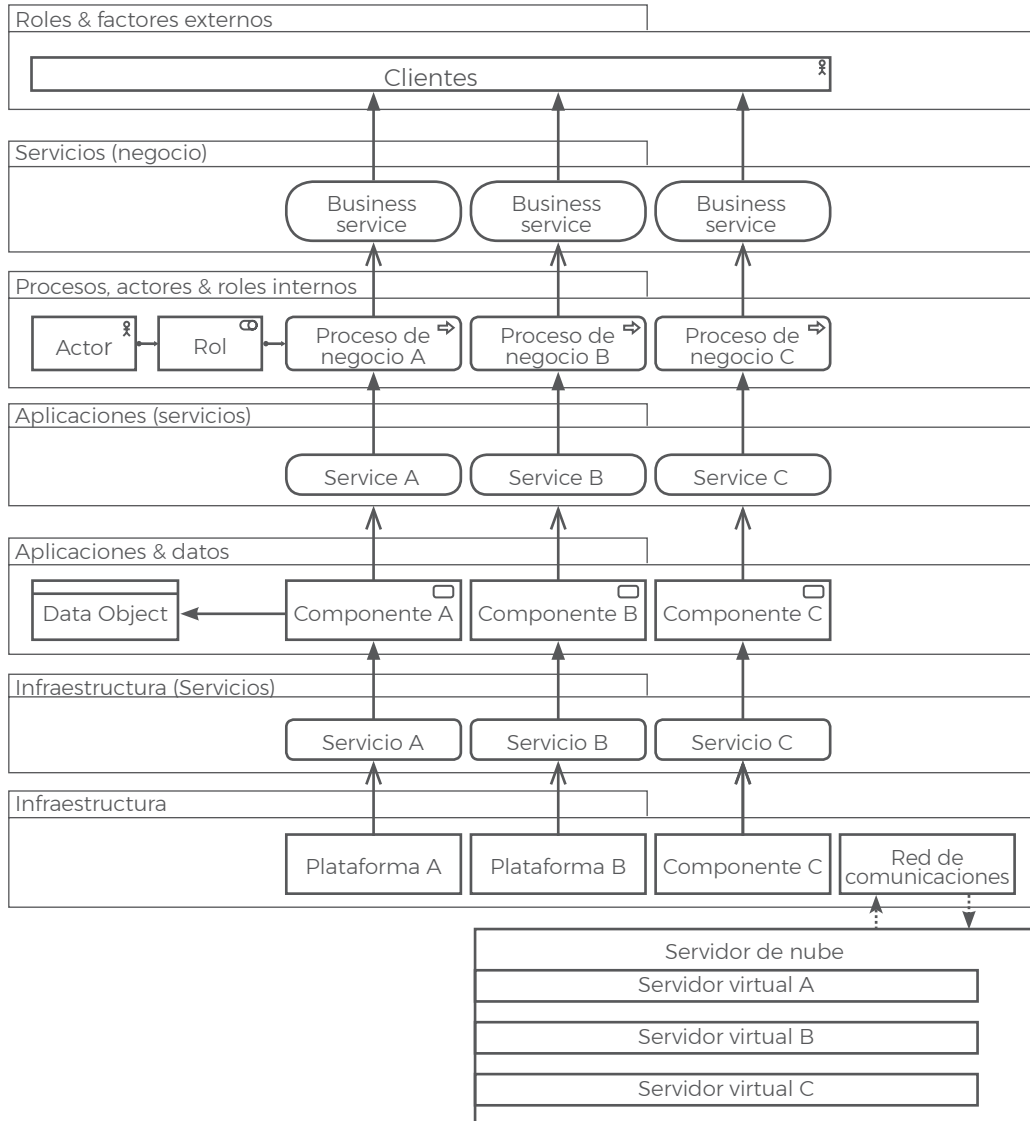 Roles & factores externos
Clientes
Servicios (negocio)
Business
service
Business
service
Business
service
Procesos, actores & roles internos
Actor
Rol
Proceso de
negocio A
Proceso de
negocio B
Proceso de
negocio C
Aplicaciones (servicios)
Service A
Service B
Service C
Aplicaciones & datos
Data Object
Componente A
Componente B
Componente C
Infraestructura (Servicios)
Servicio A
Servicio B
Servicio C
Infraestructura
Plataforma A
Plataforma B
Componente C
Red de
comunicaciones
Servidor de nube
Servidor virtual A
Servidor virtual B
Servidor virtual C